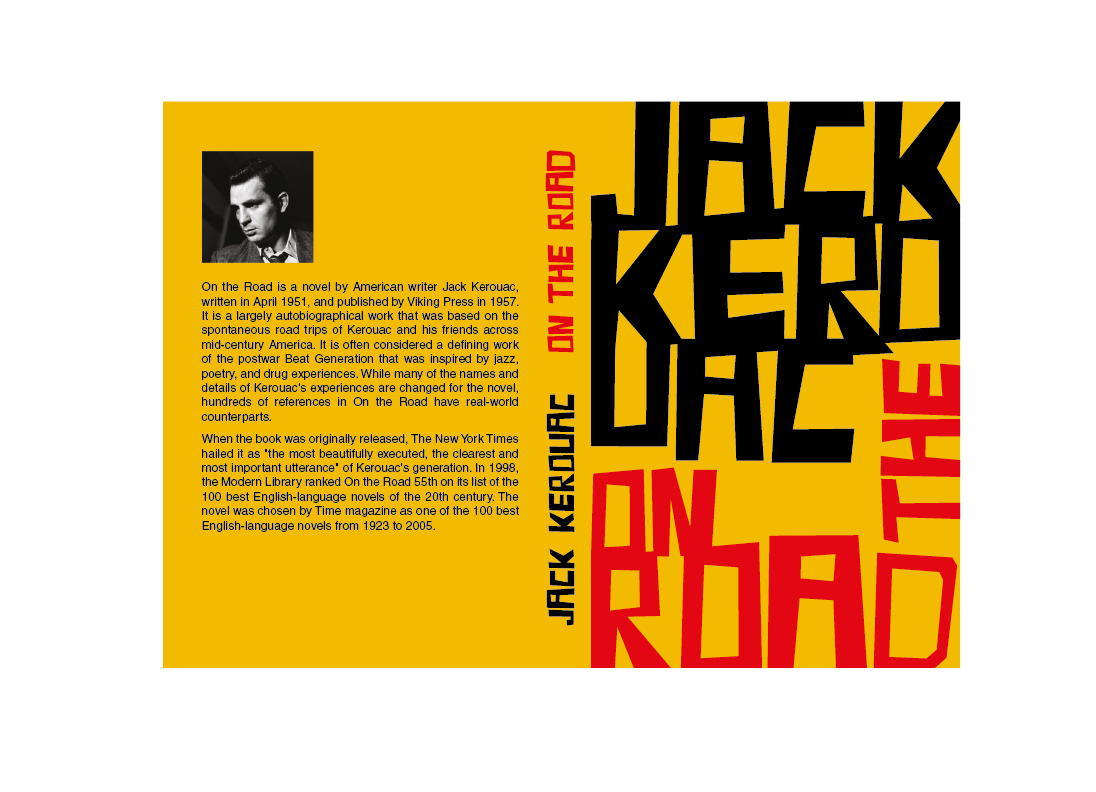 On the Road is a novel by American writer Jack Kerouac,
written in April 1951, and published by Viking Press in 1957.
It is a largely autobiographical work that was based on the
spontaneous road trips of Kerouac and his friends across
mid-century America. It is often considered a defining work
of the postwar Beat Generation that was inspired by jazz,
poetry, and drug experiences. While many of the names and
details of Kerouac's experiences are changed for the novel,
hundreds of references in On the Road have real-world
counterparts.
When the book was originally released, The New York Times
hailed it as "the most beautifully executed, the clearest and
most important utterance" of Kerouac's generation. In 1998,
the Modern Library ranked On the Road 55th on its list of the
100 best English-language novels of the 20th century. The
novel was chosen by Time magazine as one of the 100 best
English-language novels from 1923 to 2005.
JACK KEROUAC ON THE ROAD
JACK
KERO
UAC
ON
THE
ROAD